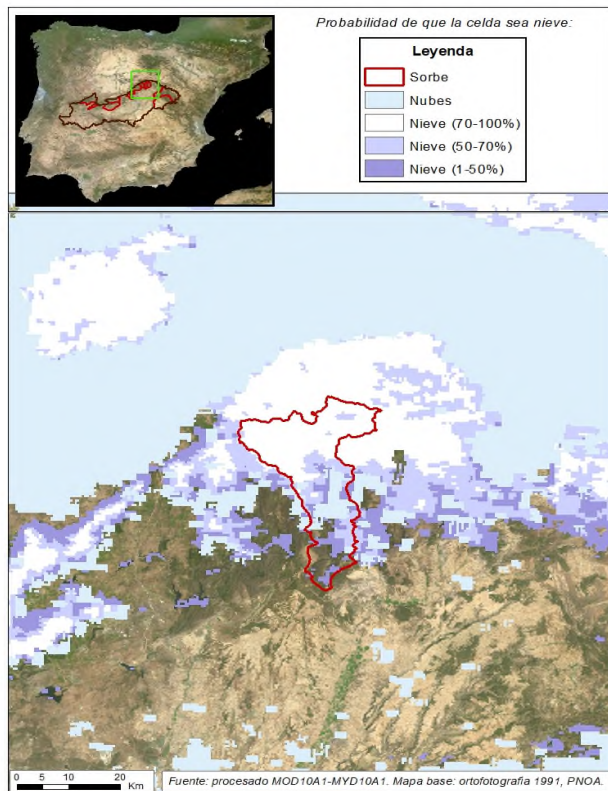 Probabilidad de que la celda sea nieve:
Leyenda
Sorbe
Nubes
Nieve (70-100%)
Nieve (50-70%)
Nieve (1-50%)
0 5 10 20
Km
Fuente: procesado MOD10A1-MYD10A1. Mapa base: ortofotografia 1991, PNOA.